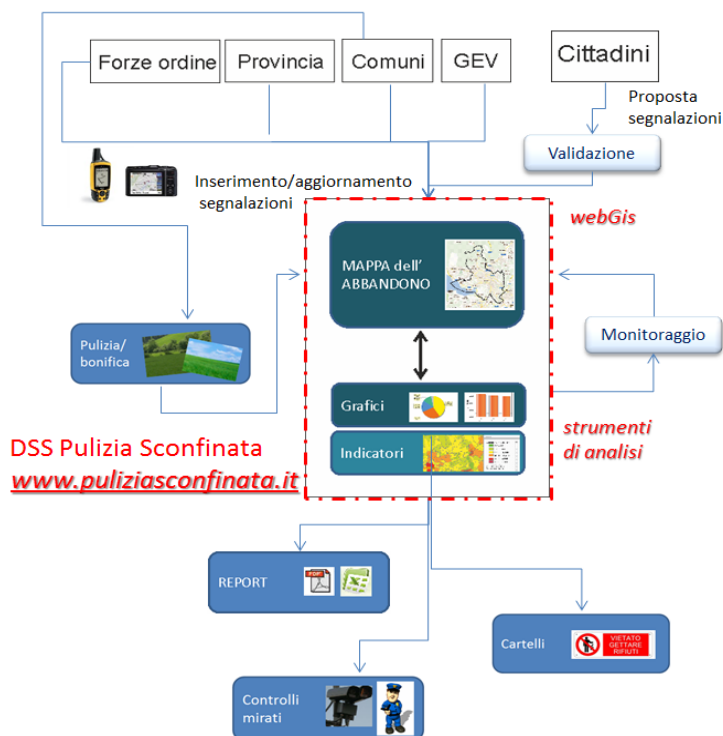 Forze ordine
Provincia
Comuni
GEV
Cittadini
Proposta
segnalazioni
Validazione
Inserimento/aggiornamento
segnalazioni
webGis
MAPPA dell'
ABBANDONO
Pulizia/
bonifica
Monitoraggio
Grafici
strumenti
di analisi
Indicatori
DSS Pulizia Sconfinata
www.puliziasconfinata.it
REPORT
PDF
Cartelli
VIETATO
GETTARE
RIFIUTI
Controlli
mirati